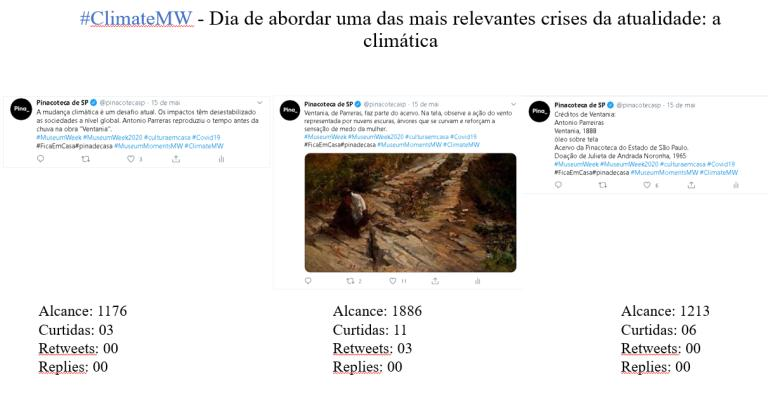 #ClimateMW - Dia de abordar uma das mais relevantes crises da atualidade: a
climática
Pina_
Pinacoteca de SP @pinacotecasp · 15 de mai
A mudança climática é um desafio atual. Os impactos têm desestabilizado
as sociedades a nível global. Antonio Parreras reproduziu o tempo antes da
chuva na obra "Ventania".
#MuseumWeek #MuseumWeek2020 #culturaemcasa #Covid19
#FicaEmCasa#pinadecasa #MuseumMomentsMW #ClimateMW
3
Pina_
Pinacoteca de SP @pinacotecasp · 15 de mai
Ventania, de Parreras, faz parte do acervo. Na tela, observe a ação do vento
representada por nuvens escuras, árvores que se curvam e reforçam a
sensação de medo da mulher.
#MuseumWeek #MuseumWeek2020 #culturaemcasa #Covid19
#FicaEmCasa#pinadecasa #MuseumMomentsMW #ClimateMW
2 11
Pina_
Pinacoteca de SP @pinacotecasp · 15 de mai
Créditos de Ventania:
Antonio Parreiras
Ventania, 1888
óleo sobre tela
Acervo da Pinacoteca do Estado de São Paulo.
Doação de Julieta de Andrada Noronha, 1965
#MuseumWeek #MuseumWeek2020 #culturaemcasa #Covid19
#FicaEmCasa#pinadecasa #MuseumMomentsMW #ClimateMW
6
Alcance: 1176
Curtidas: 03
Retweets: 00
Replies: 00
Alcance: 1886
Curtidas: 11
Retweets: 03
Replies: 00
Alcance: 1213
Curtidas: 06
Retweets: 00
Replies: 00